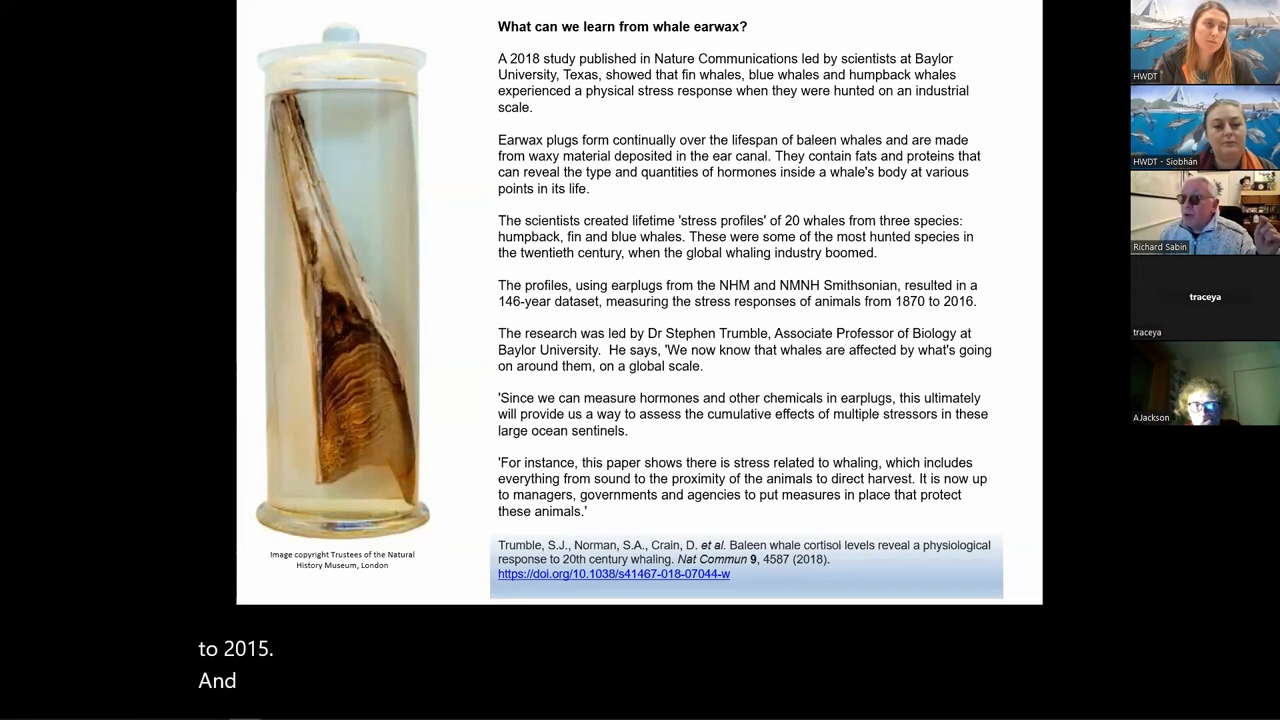 What can we learn from whale earwax?
A 2018 study published in Nature Communications led by scientists at Baylor
University, Texas, showed that fin whales, blue whales and humpback whales
experienced a physical stress response when they were hunted on an industrial
scale.
Earwax plugs form continually over the lifespan of baleen whales and are made
from waxy material deposited in the ear canal. They contain fats and proteins that
can reveal the type and quantities of hormones inside a whale's body at various
points in its life.
The scientists created lifetime 'stress profiles' of 20 whales from three species:
humpback, fin and blue whales. These were some of the most hunted species in
the twentieth century, when the global whaling industry boomed.
The profiles, using earplugs from the NHM and NMNH Smithsonian, resulted in a
146-year dataset, measuring the stress responses of animals from 1870 to 2016.
The research was led by Dr Stephen Trumble, Associate Professor of Biology at
Baylor University.  He says, 'We now know that whales are affected by what's going
on around them, on a global scale.
'Since we can measure hormones and other chemicals in earplugs, this ultimately
will provide us a way to assess the cumulative effects of multiple stressors in these
large ocean sentinels.
'For instance, this paper shows there is stress related to whaling, which includes
everything from sound to the proximity of the animals to direct harvest. It is now up
to managers, governments and agencies to put measures in place that protect
these animals.'
Trumble, S.J., Norman, S.A., Crain, D. et al. Baleen whale cortisol levels reveal a physiological
response to 20th century whaling. Nat Commun 9, 4587 (2018).
https://doi.org/10.1038/s41467-018-07044-w
Image copyright Trustees of the Natural
History Museum, London
HWDT
HWDT - Siobhán
Richard Sabin
traceya
traceya
AJackson
to 2015.
And